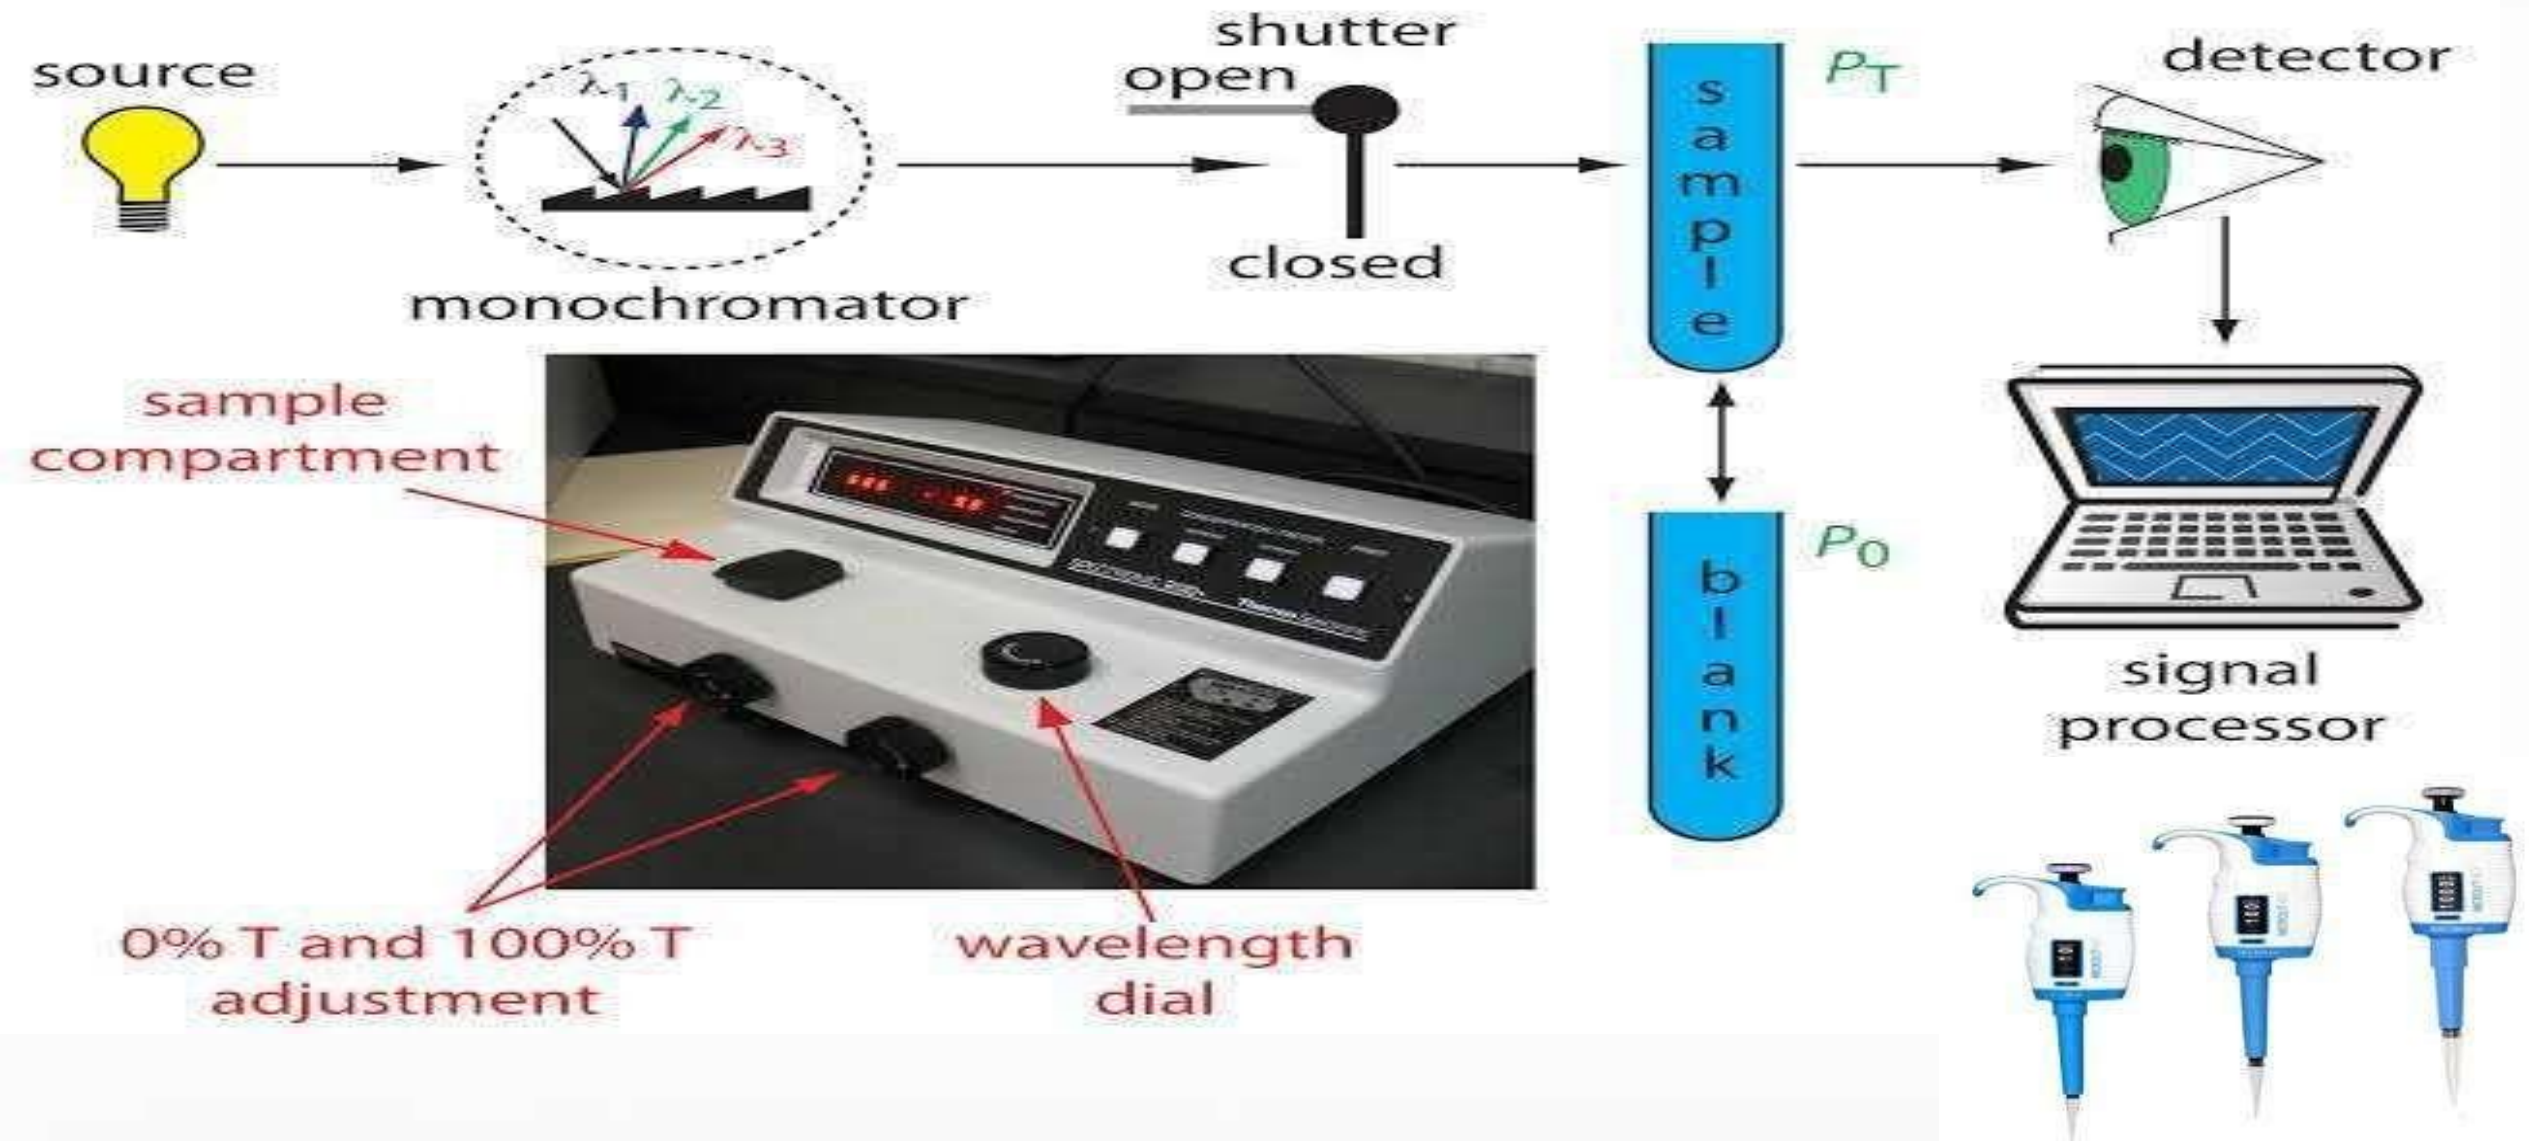 source
λ1 λ2 λ3
monochromator
shutter
open
closed
sample
PT
detector
blank
P0
signal
processor
sample
compartment
0% T and 100% T
adjustment
wavelength
dial